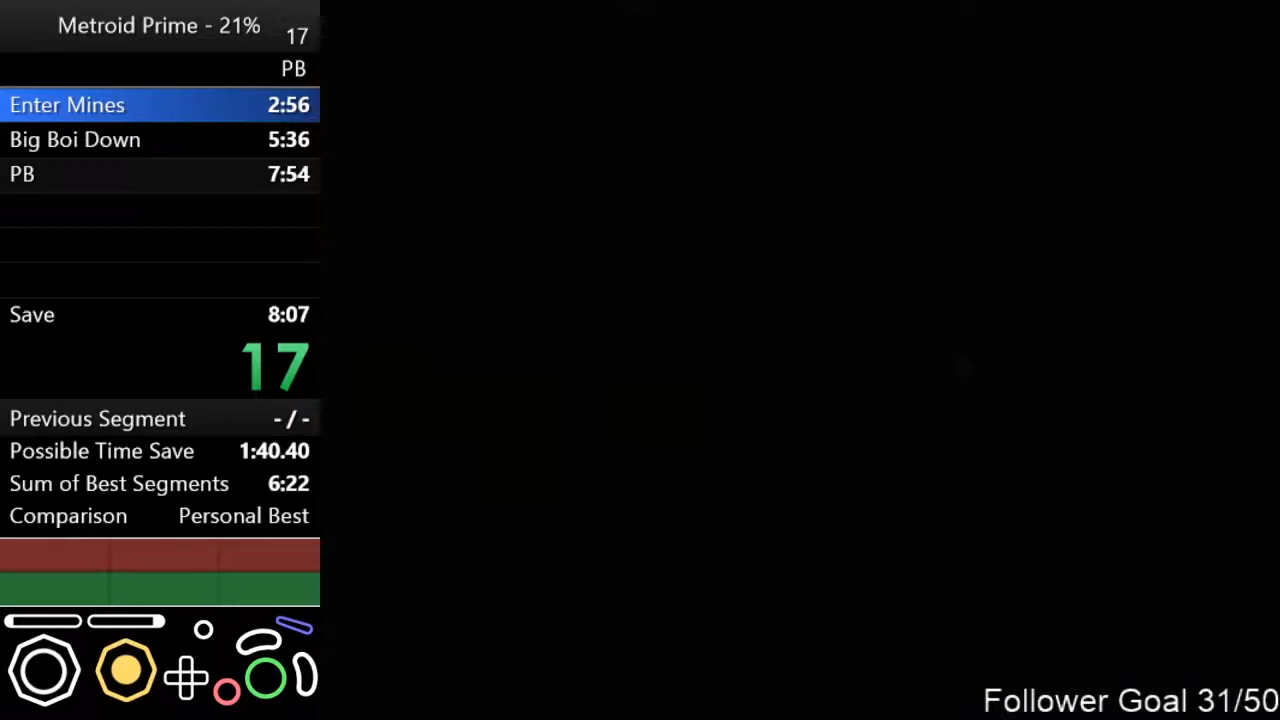 Metroid Prime - 21%
17
PB
Enter Mines 2:56
Big Boi Down 5:36
PB 7:54
Save 8:07
17
Previous Segment - / -
Possible Time Save 1:40.40
Sum of Best Segments 6:22
Comparison Personal Best
Follower Goal 31/50